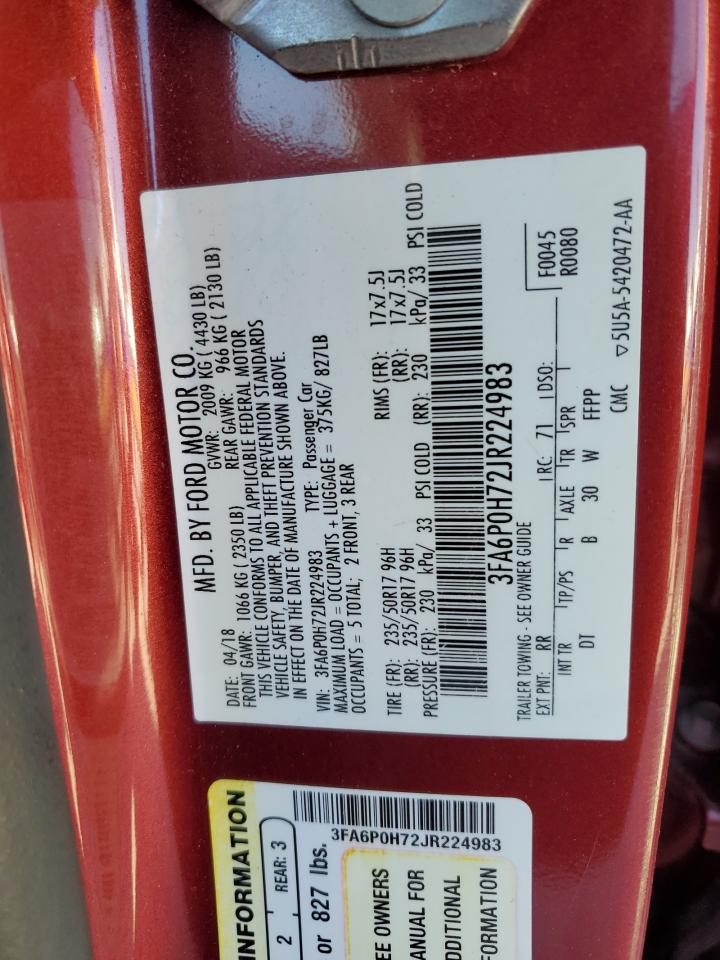 MFD. BY FORD MOTOR CO.
DATE: 04/18 GVWR: 2009 KG ( 4430 LB)
FRONT GAWR: 1066 KG ( 2350 LB) REAR GAWR: 966 KG ( 2130 LB)
THIS VEHICLE CONFORMS TO ALL APPLICABLE FEDERAL MOTOR
VEHICLE SAFETY, BUMPER, AND THEFT PREVENTION STANDARDS
IN EFFECT ON THE DATE OF MANUFACTURE SHOWN ABOVE.
VIN: 3FA6P0H72JR224983 TYPE: Passenger Car
MAXIMUM LOAD = OCCUPANTS + LUGGAGE = 375KG/ 827LB
OCCUPANTS = 5 TOTAL; 2 FRONT, 3 REAR
TIRE (FR): 235/50R17 96H RIMS (FR): 17x7.5J
(RR): 235/50R17 96H (RR): 17x7.5J
PRESSURE (FR): 230 kPa/ 33 PSI COLD (RR): 230 kPa/ 33 PSI COLD
3FA6P0H72JR224983
TRAILER TOWING - SEE OWNER GUIDE F0045
EXT PNT: RR RC: 71 DSO: R0080
INT TR TP/PS R AXLE TR SPR
DT B 30 W FFPP
CMC ▽5U5A-5420472-AA
INFORMATION
2 REAR: 3
or 827 lbs.
3FA6P0H72JR224983
EE OWNERS
ANUAL FOR
DDITIONAL
FORMATION